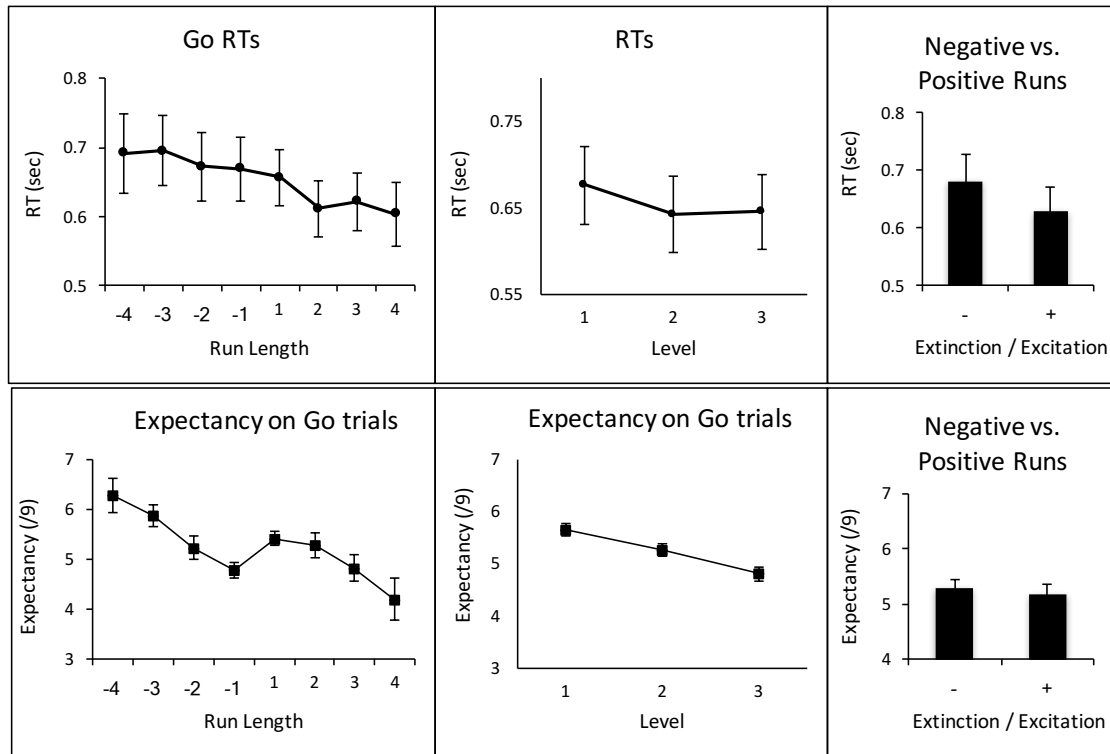 Go RTs
0.8
0.7
0.6
0.5
RT (sec)
-4 -3 -2 -1 1 2 3 4
Run Length
RTs
0.75
0.65
0.55
RT (sec)
1 2 3
Level
Negative vs.
Positive Runs
0.8
0.7
0.6
0.5
RT (sec)
- +
Extinction / Excitation
Expectancy on Go trials
7
6
5
4
3
Expectancy (/9)
-4 -3 -2 -1 1 2 3 4
Run Length
Expectancy on Go trials
7
6
5
4
3
Expectancy (/9)
1 2 3
Level
Negative vs.
Positive Runs
7
6
5
4
Expectancy (/9)
- +
Extinction / Excitation